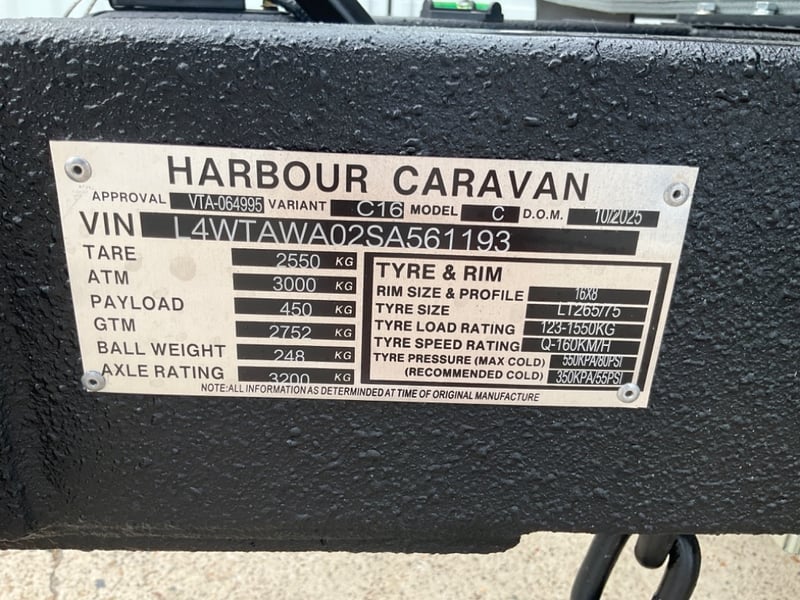 HARBOUR CARAVAN
APPROVAL VTA-064995 VARIANT C16 MODEL C D.O.M. 10/2025
VIN L4WTAWA02SA561193
TARE 2550 KG
ATM 3000 KG
PAYLOAD 450 KG
GTM 2752 KG
BALL WEIGHT 248 KG
AXLE RATING 3200 KG
TYRE & RIM
RIM SIZE & PROFILE 16X8
TYRE SIZE LT265/75
TYRE LOAD RATING 123-1550KG
TYRE SPEED RATING Q-160KM/H
TYRE PRESSURE (MAX COLD) 550KPA/80PSI
(RECOMMENDED COLD) 350KPA/55PSI
NOTE:ALL INFORMATION AS DETERMINDED AT TIME OF ORIGINAL MANUFACTURE